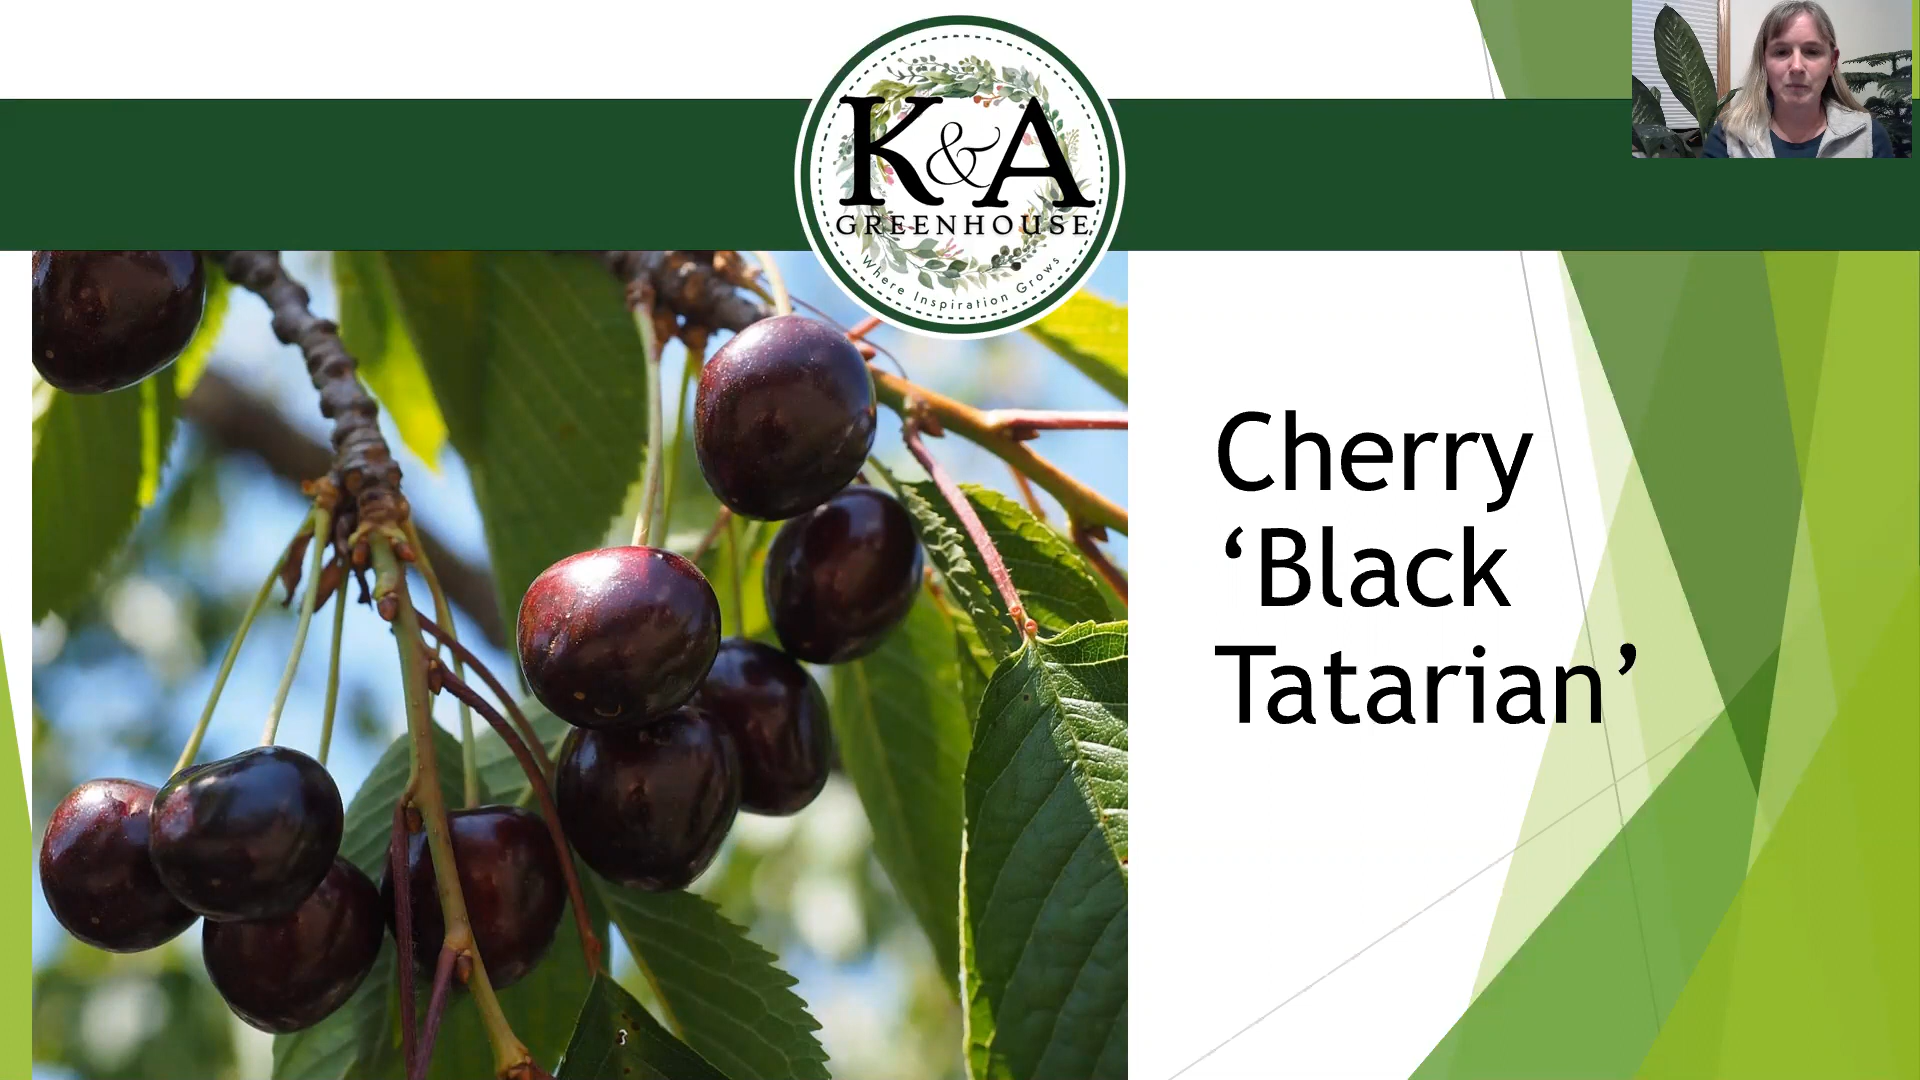 K&A
GREENHOUSE
Where Inspiration Grows
Cherry
‘Black
Tatarian’